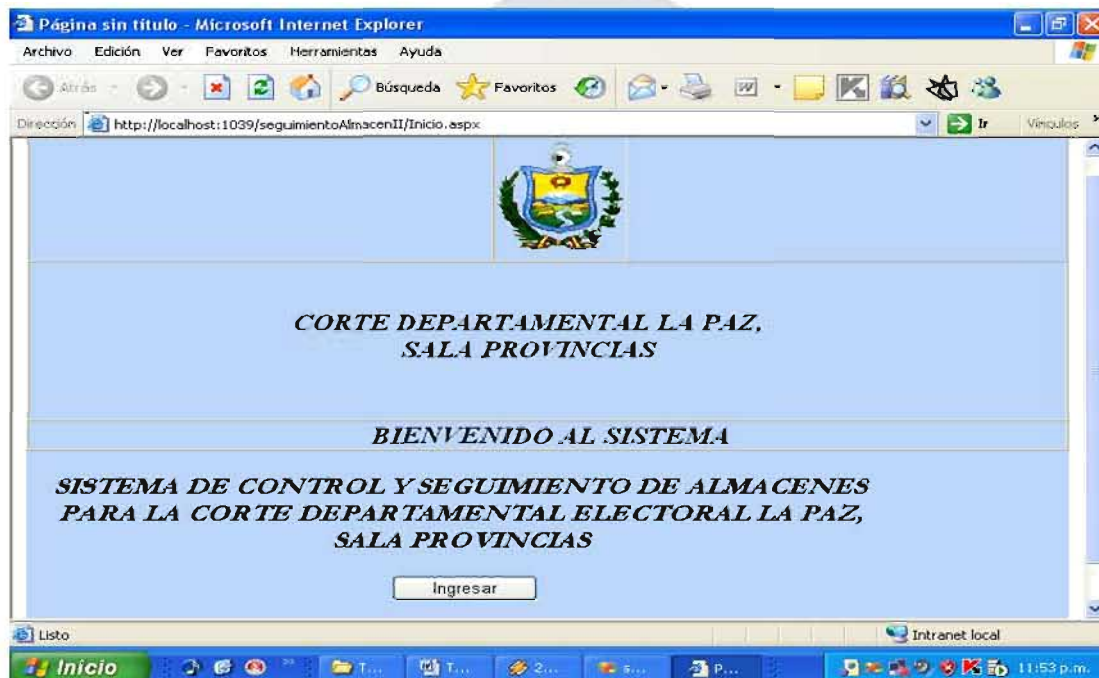 Página sin título - Microsoft Internet Explorer
Archivo Edición Ver Favoritos Herramientas Ayuda
Atrás Búsqueda Favoritos
Dirección http://localhost:1039/seguimientoAlmacenII/Inicio.aspx Ir Vínculos
CORTE DEPARTAMENTAL LA PAZ,
SALA PROVINCIAS
BIENVENIDO AL SISTEMA
SISTEMA DE CONTROL Y SEGUIMIENTO DE ALMACENES
PARA LA CORTE DEPARTAMENTAL ELECTORAL LA PAZ,
SALA PROVINCIAS
Ingresar
Listo Intranet local
Inicio T... T... 2... s... P... 11:53 p.m.